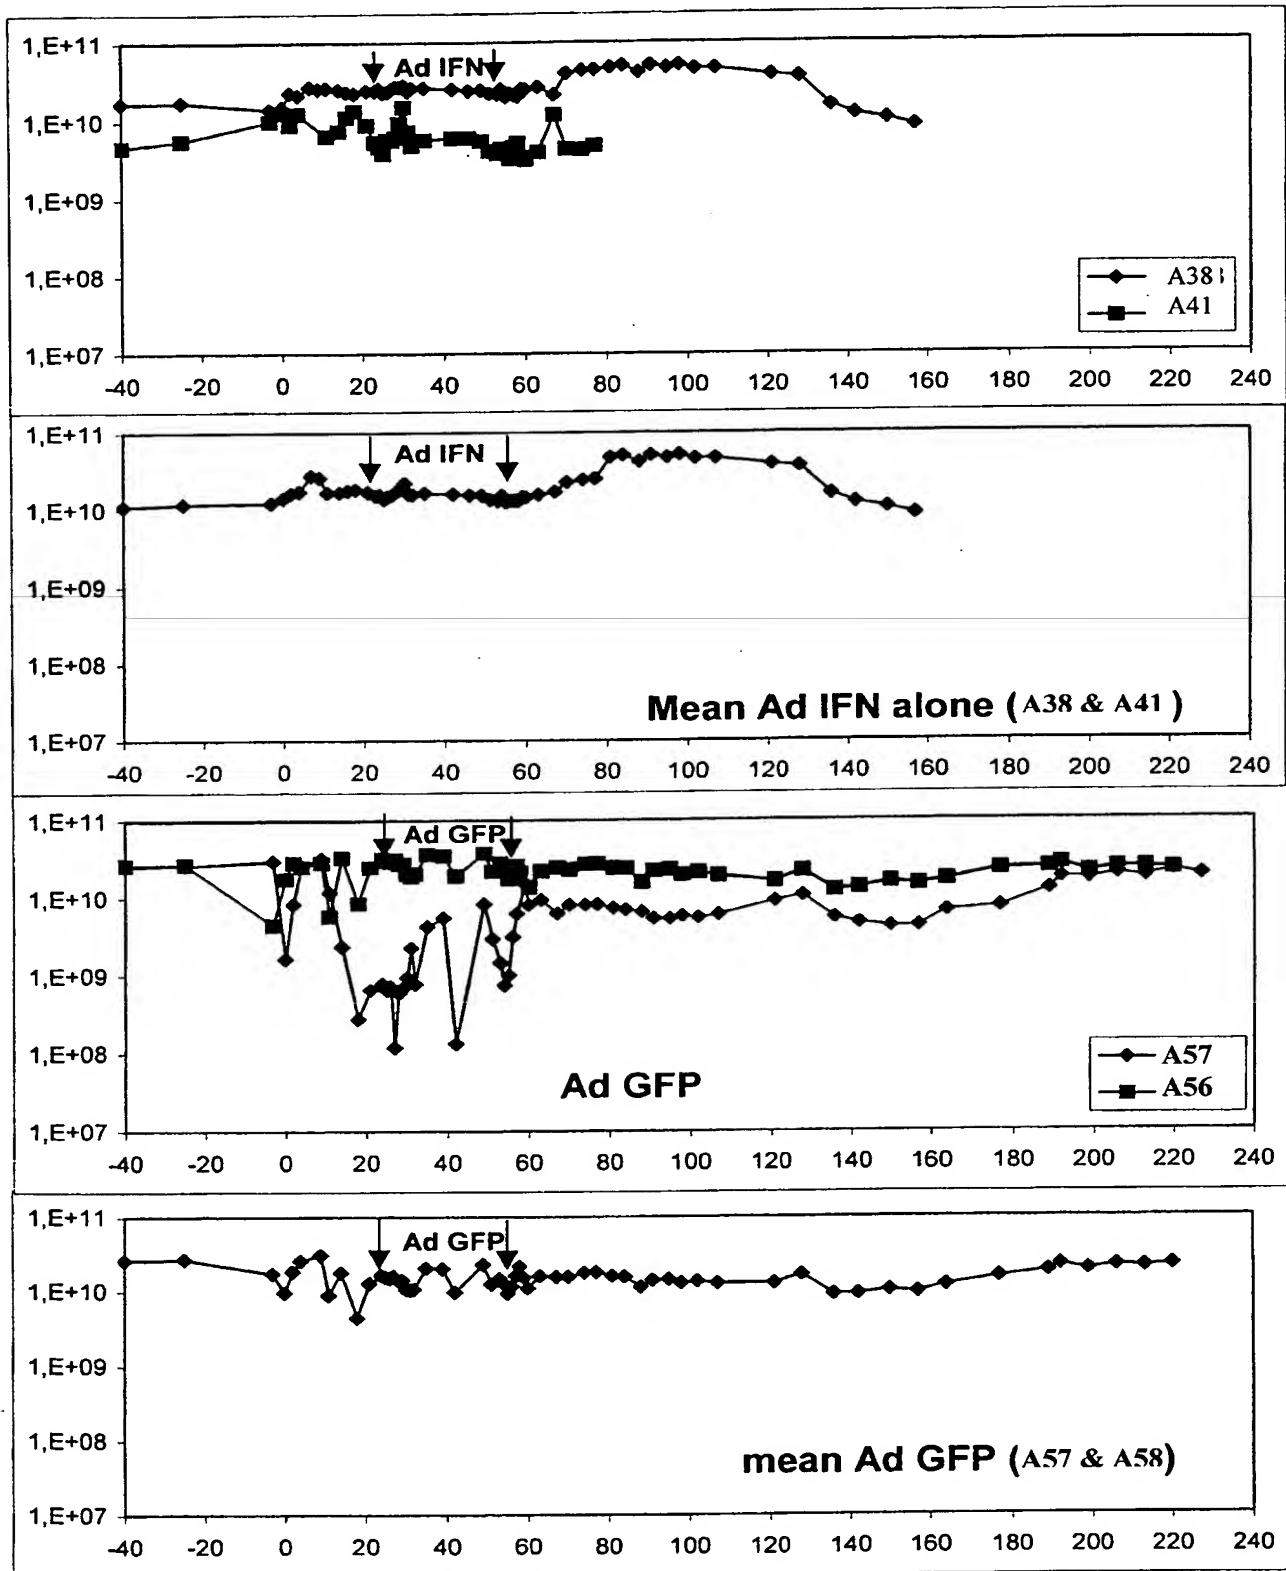 1,E+11
Ad IFN
1,E+10
1,E+09
1,E+08
A38
A41
1,E+07
-40 -20 0 20 40 60 80 100 120 140 160 180 200 220 240
1,E+11
Ad IFN
1,E+10
1,E+09
1,E+08
Mean Ad IFN alone (A38 & A41)
1,E+07
-40 -20 0 20 40 60 80 100 120 140 160 180 200 220 240
1,E+11
Ad GFP
1,E+10
1,E+09
1,E+08
A57
Ad GFP
A56
1,E+07
-40 -20 0 20 40 60 80 100 120 140 160 180 200 220 240
1,E+11
Ad GFP
1,E+10
1,E+09
1,E+08
mean Ad GFP (A57 & A58)
1,E+07
-40 -20 0 20 40 60 80 100 120 140 160 180 200 220 240